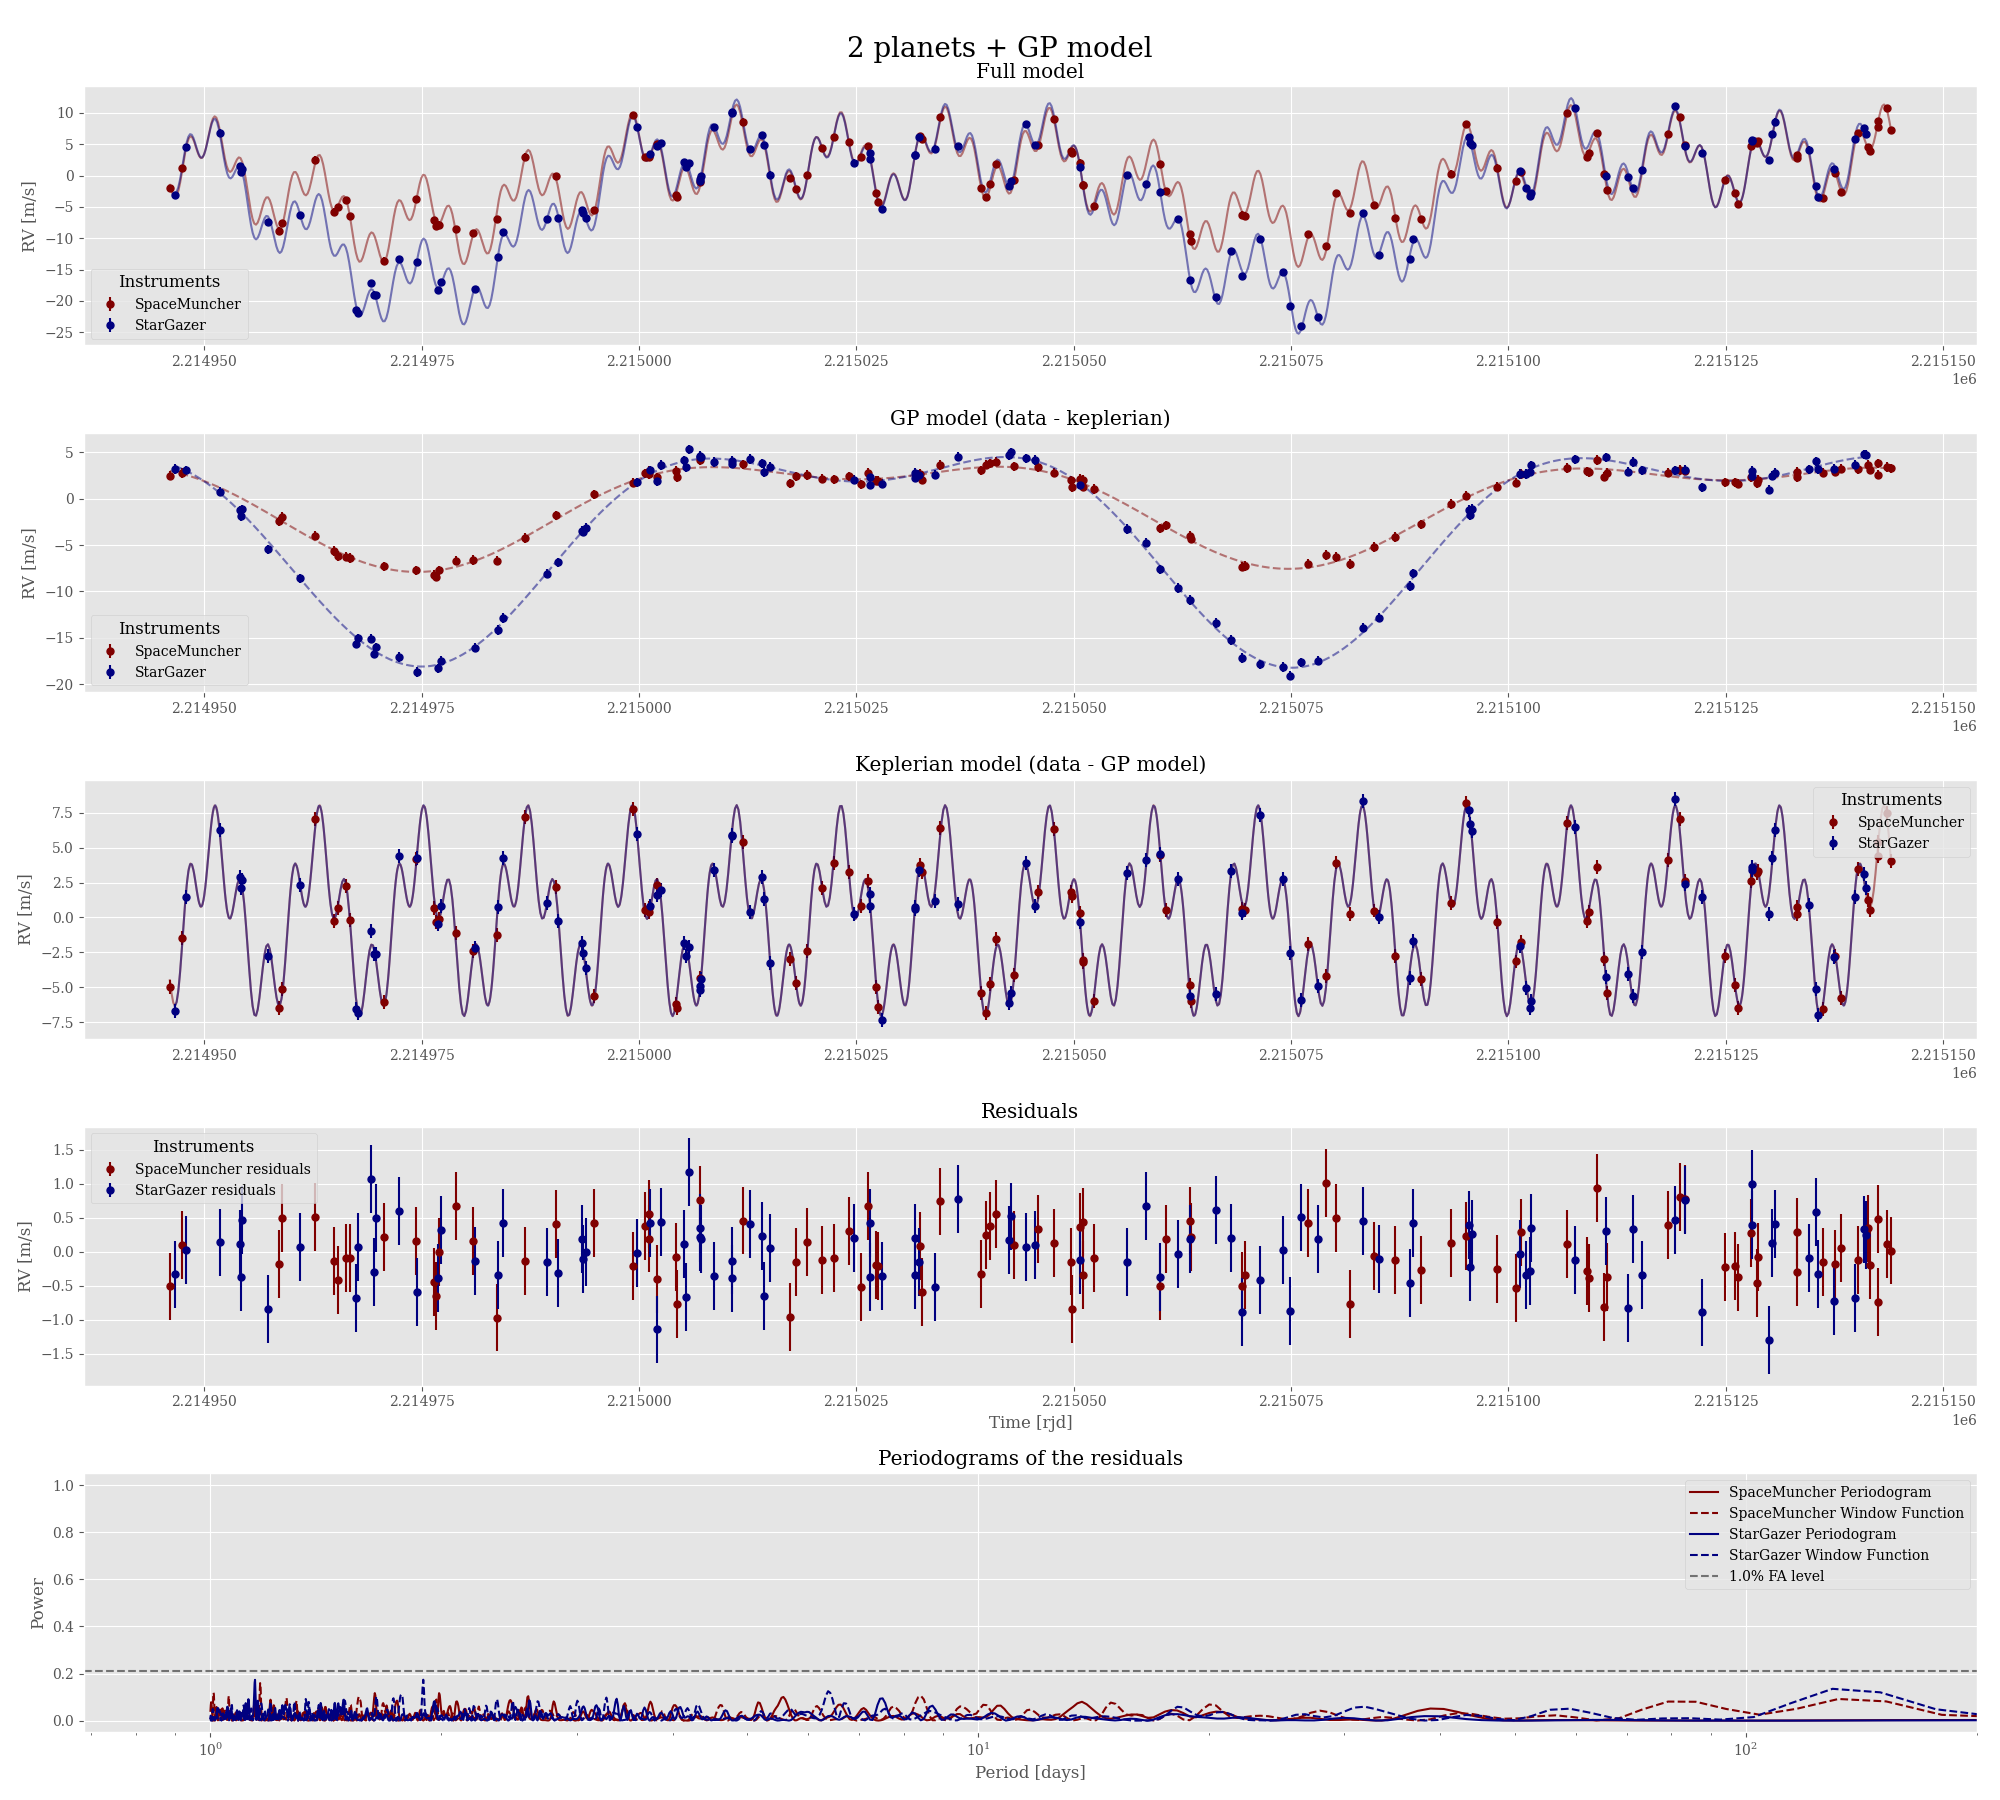 2 planets + GP model
Full model
RV [m/s]
10
5
0
−5
−10
−15
−20
−25
Instruments
SpaceMuncher
StarGazer
2.214950 2.214975 2.215000 2.215025 2.215050 2.215075 2.215100 2.215125 2.215150
1e6
GP model (data - keplerian)
RV [m/s]
5
0
−5
−10
−15
−20
Instruments
SpaceMuncher
StarGazer
2.214950 2.214975 2.215000 2.215025 2.215050 2.215075 2.215100 2.215125 2.215150
1e6
Keplerian model (data - GP model)
RV [m/s]
7.5
5.0
2.5
0.0
−2.5
−5.0
−7.5
Instruments
SpaceMuncher
StarGazer
2.214950 2.214975 2.215000 2.215025 2.215050 2.215075 2.215100 2.215125 2.215150
1e6
Residuals
RV [m/s]
1.5
1.0
0.5
0.0
−0.5
−1.0
−1.5
Instruments
SpaceMuncher residuals
StarGazer residuals
2.214950 2.214975 2.215000 2.215025 2.215050 2.215075 2.215100 2.215125 2.215150
1e6
Time [rjd]
Periodograms of the residuals
Power
1.0
0.8
0.6
0.4
0.2
0.0
SpaceMuncher Periodogram
SpaceMuncher Window Function
StarGazer Periodogram
StarGazer Window Function
1.0% FA level
10⁰ 10¹ 10²
Period [days]